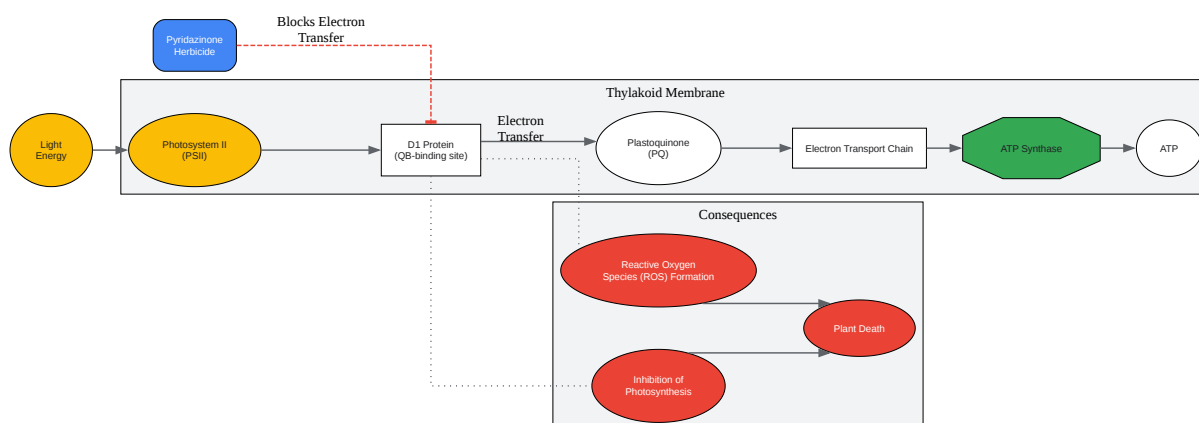 Blocks Electron
Transfer
Pyridazinone
Herbicide
Thylakoid Membrane
Light
Energy
Photosystem II
(PSII)
D1 Protein
(QB-binding site)
Electron
Transfer
Plastoquinone
(PQ)
Electron Transport Chain
ATP Synthase
ATP
Consequences
Reactive Oxygen
Species (ROS) Formation
Plant Death
Inhibition of
Photosynthesis